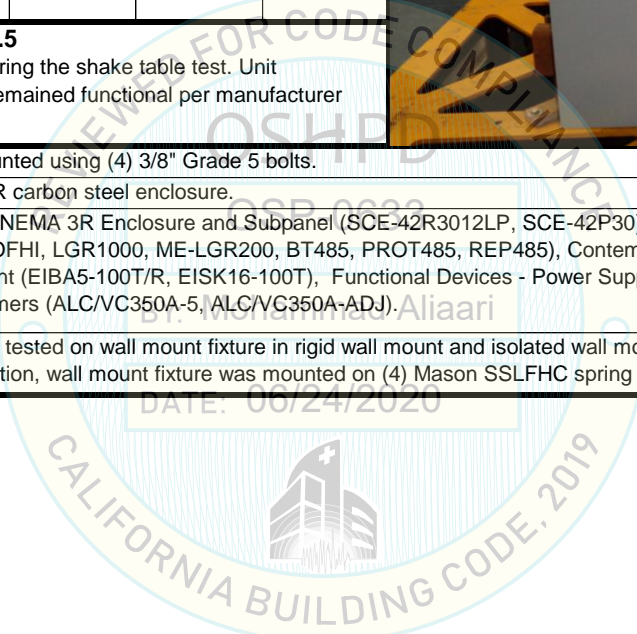 .5
ring the shake table test. Unit
emained functional per manufacturer
unted using (4) 3/8" Grade 5 bolts.
R carbon steel enclosure.
NEMA 3R Enclosure and Subpanel (SCE-42R3012LP, SCE-42P30)
DFHI, LGR1000, ME-LGR200, BT485, PROT485, REP485), Contem
nt (EIBA5-100T/R, EISK16-100T), Functional Devices - Power Supp
mers (ALC/VC350A-5, ALC/VC350A-ADJ).
tested on wall mount fixture in rigid wall mount and isolated wall mo
tion, wall mount fixture was mounted on (4) Mason SSLFHC spring
REVIEWED FOR CODE COMPLIANCE
OSHPD
OSP-0632
BY: Mohammad Aliaari
DATE: 06/24/2020
CALIFORNIA BUILDING CODE, 2019